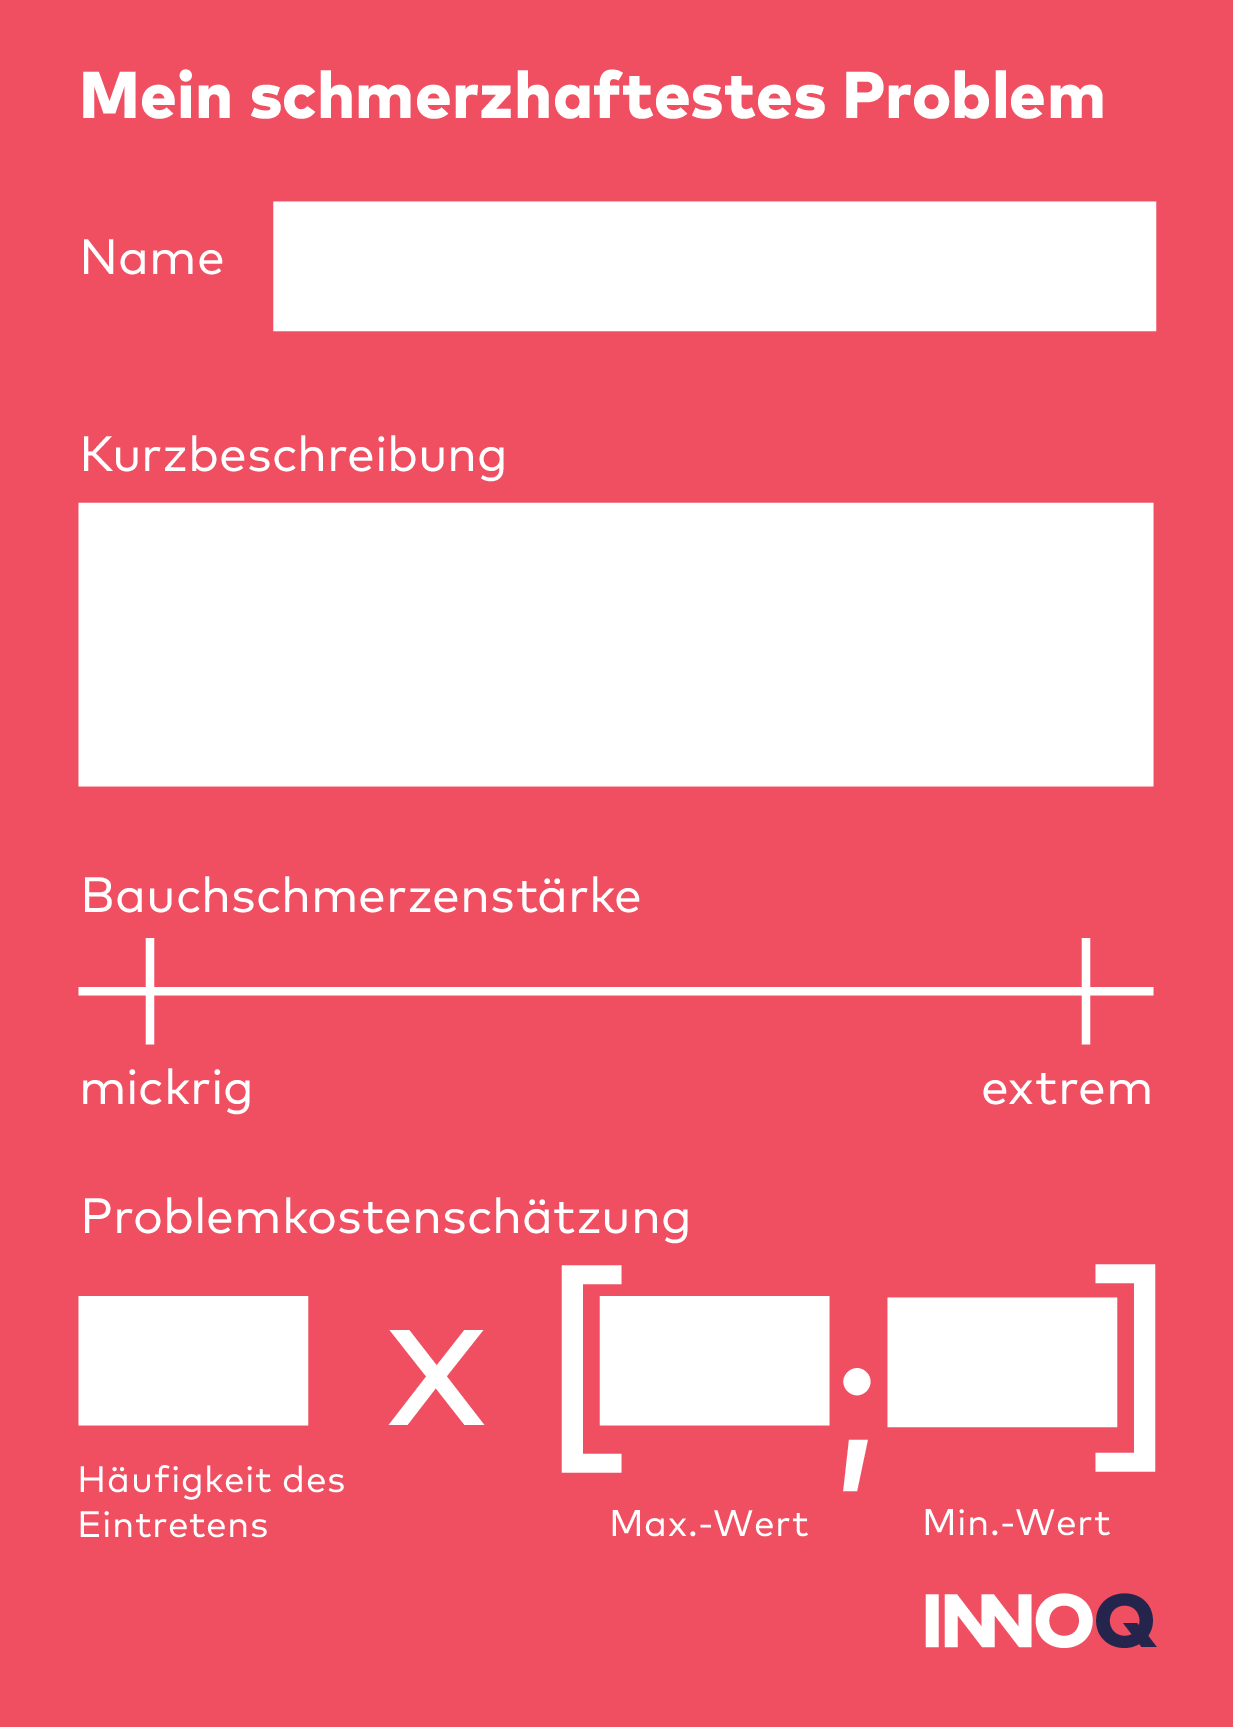 Mein schmerzhaftestes Problem
Name
Kurzbeschreibung
Bauchschmerzenstärke
mickrig
extrem
Problemkostenschätzung
x [ ; ]
Häufigkeit des
Eintretens
Max.-Wert
Min.-Wert
INNOQ